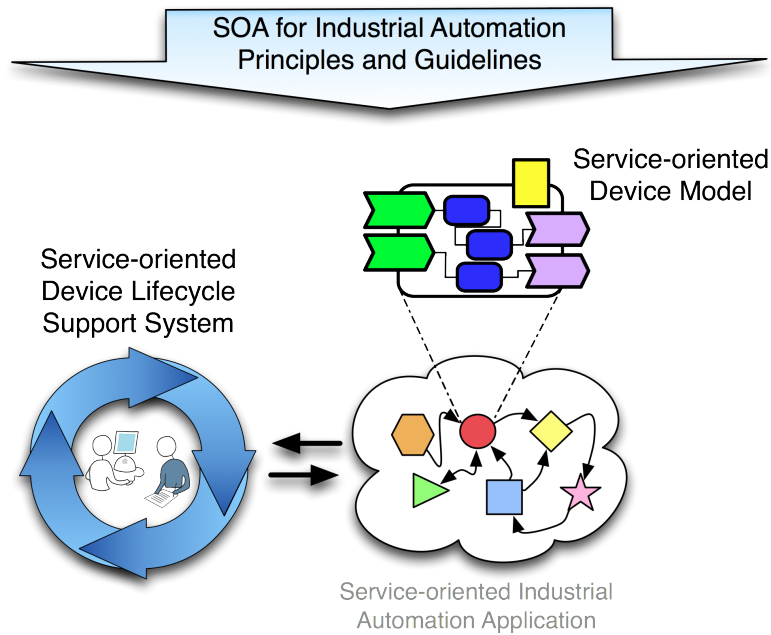 SOA for Industrial Automation
Principles and Guidelines
Service-oriented
Device Model
Service-oriented
Device Lifecycle
Support System
Service-oriented Industrial
Automation Application